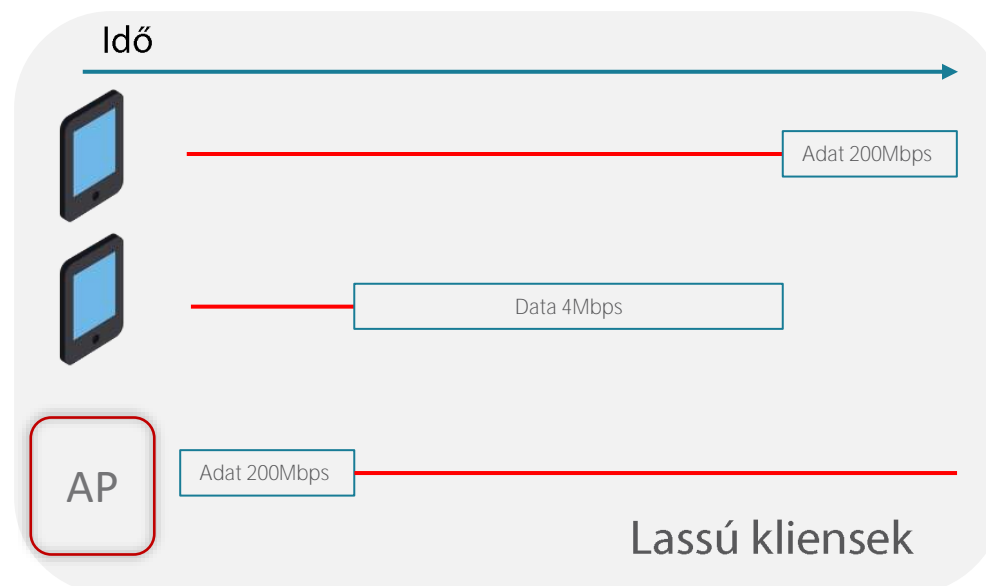 Idő
Adat 200Mbps
Data 4Mbps
AP
Adat 200Mbps
Lassú kliensek